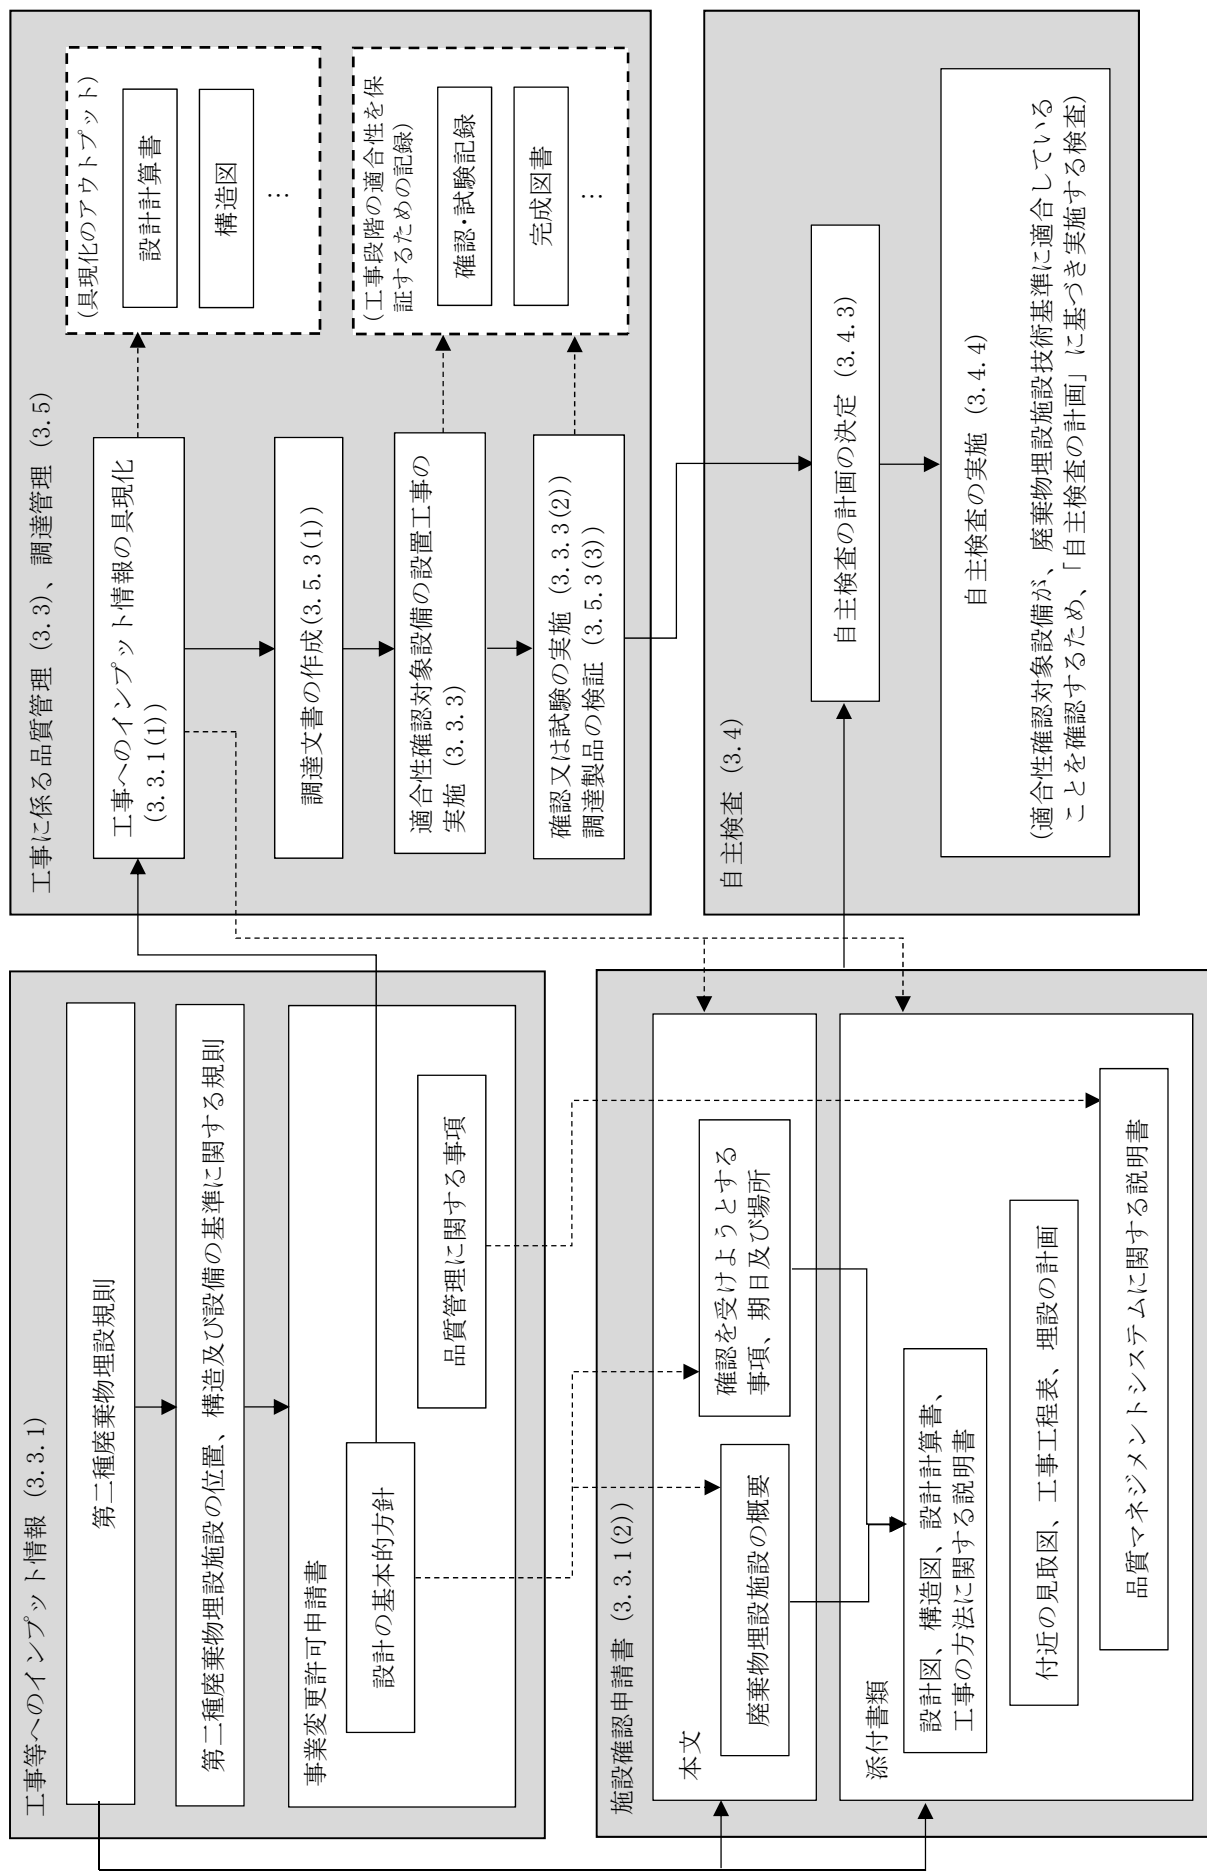 工事等へのインプット情報 (3.3.1)
第二種廃棄物埋設規則
第二種廃棄物埋設施設の位置、構造及び設備の基準に関する規則
事業変更許可申請書
設計の基本的方針
品質管理に関する事項
施設確認申請書 (3.3.1(2))
本文
廃棄物埋設施設の概要
確認を受けようとする
事項、期日及び場所
添付書類
設計図、構造図、設計計算書、
工事の方法に関する説明書
付近の見取図、工事工程表、埋設の計画
品質マネジメントシステムに関する説明書
工事に係る品質管理 (3.3)、調達管理 (3.5)
工事へのインプット情報の具現化
(3.3.1(1))
調達文書の作成(3.5.3(1))
適合性確認対象設備の設置工事の
実施 (3.3.3)
確認又は試験の実施 (3.3.3(2))
調達製品の検証 (3.5.3(3))
(具現化のアウトプット)
設計計算書
構造図
…
(工事段階の適合性を保
証するための記録)
確認・試験記録
完成図書
…
自主検査 (3.4)
自主検査の計画の決定 (3.4.3)
自主検査の実施 (3.4.4)
(適合性確認対象設備が、廃棄物埋設施設技術基準に適合している
ことを確認するため、「自主検査の計画」に基づき実施する検査)